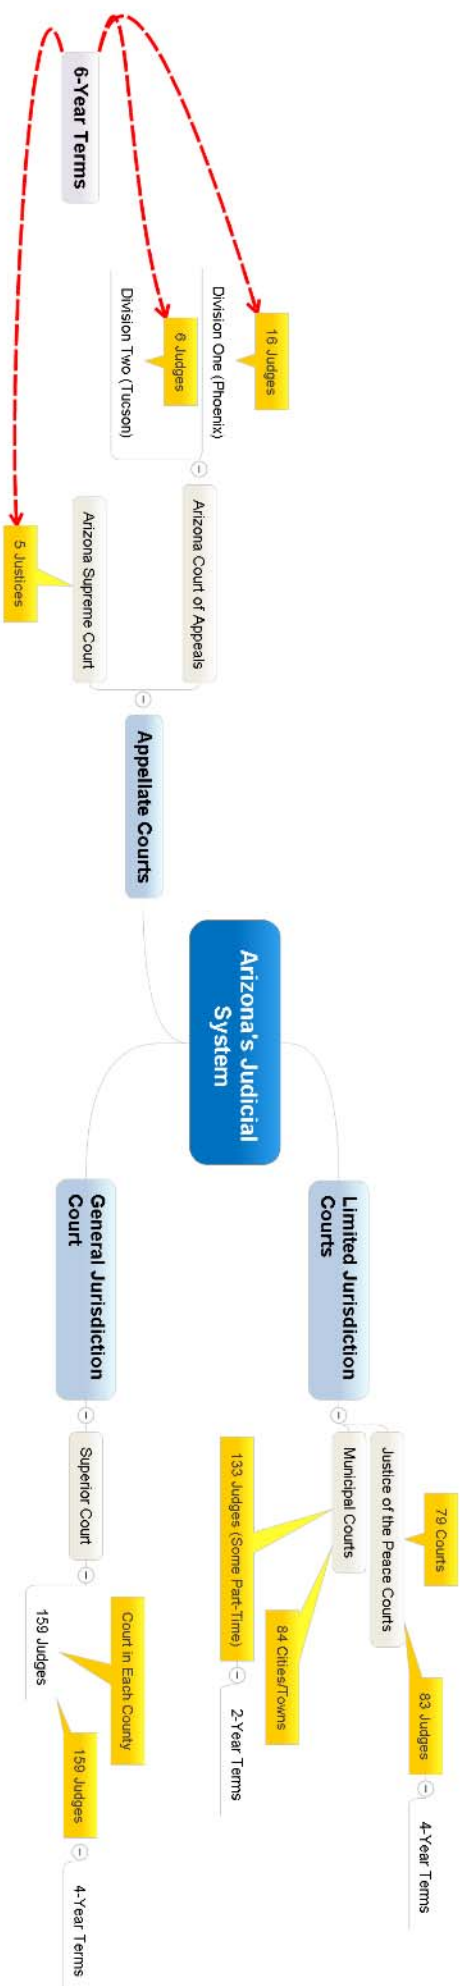 Arizona's Judicial
System
Limited Jurisdiction
Courts
Justice of the Peace Courts
79 Courts
83 Judges
4-Year Terms
Municipal Courts
84 Cities/Towns
133 Judges (Some Part-Time)
2-Year Terms
General Jurisdiction
Court
Superior Court
Court in Each County
159 Judges
159 Judges
4-Year Terms
Appellate Courts
Arizona Court of Appeals
16 Judges
Division One (Phoenix)
6 Judges
Division Two (Tucson)
Arizona Supreme Court
5 Justices
6-Year Terms